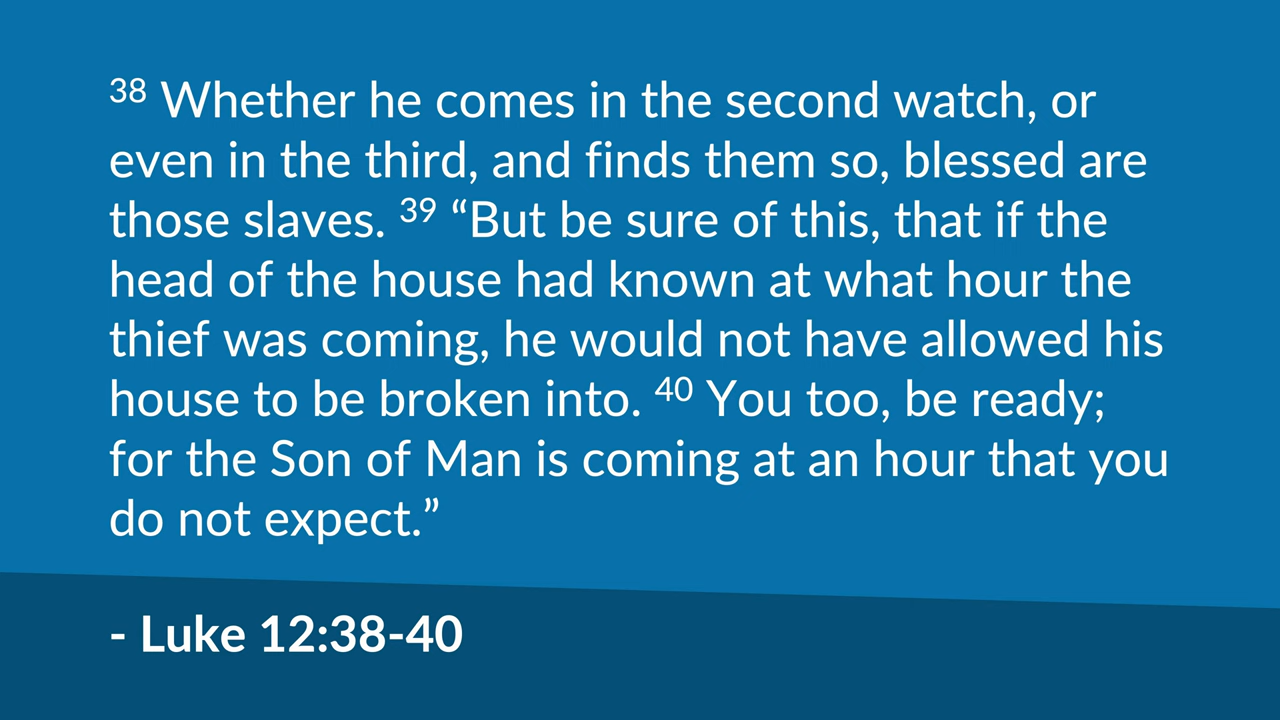 38 Whether he comes in the second watch, or
even in the third, and finds them so, blessed are
those slaves. 39 “But be sure of this, that if the
head of the house had known at what hour the
thief was coming, he would not have allowed his
house to be broken into. 40 You too, be ready;
for the Son of Man is coming at an hour that you
do not expect.”
- Luke 12:38-40